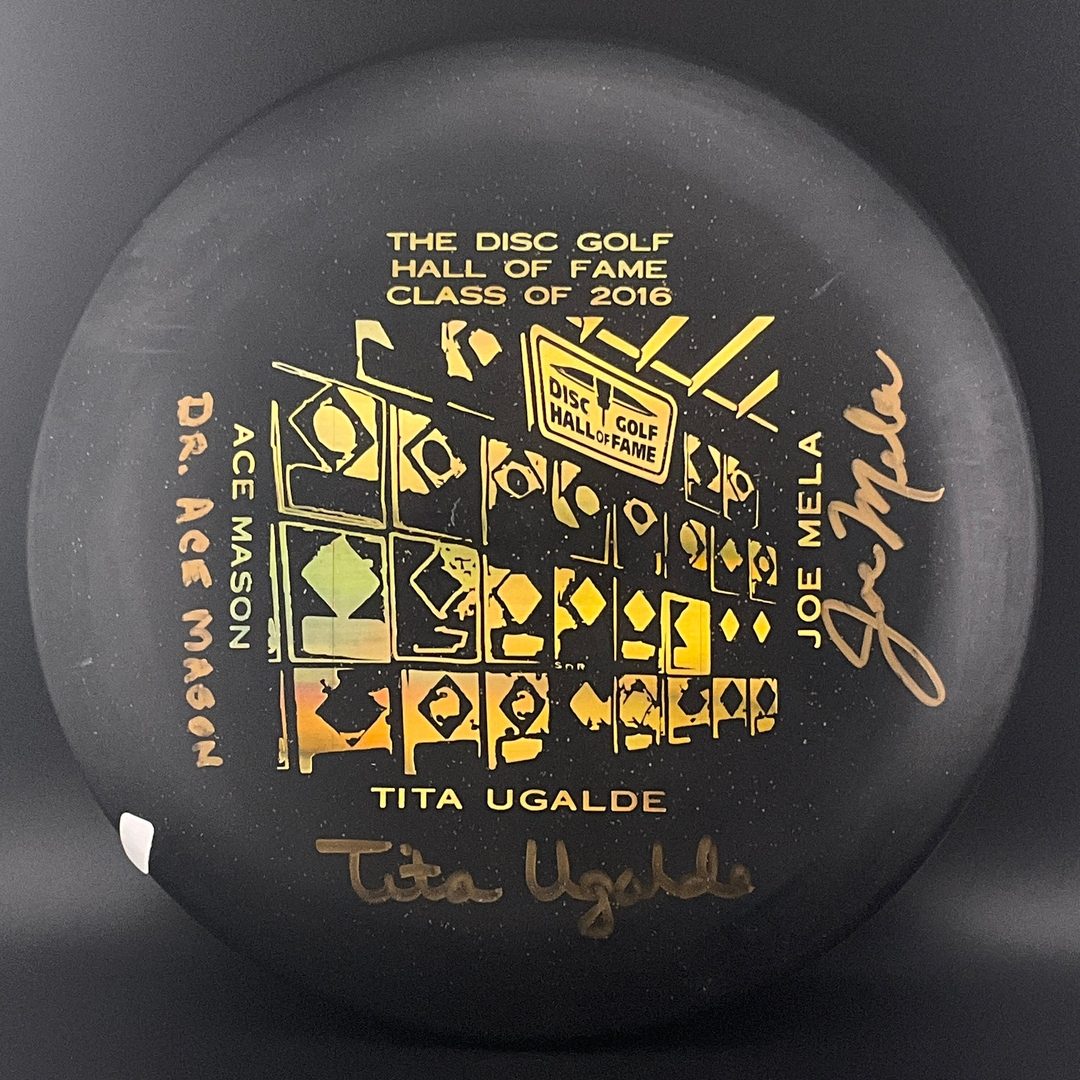 THE DISC GOLF
HALL OF FAME
CLASS OF 2016
DISC GOLF
HALL OF FAME
DR. ACE MASON
ACE MASON
JOE MELA
Joe Mela
SDR
TITA UGALDE
Tita Ugalde